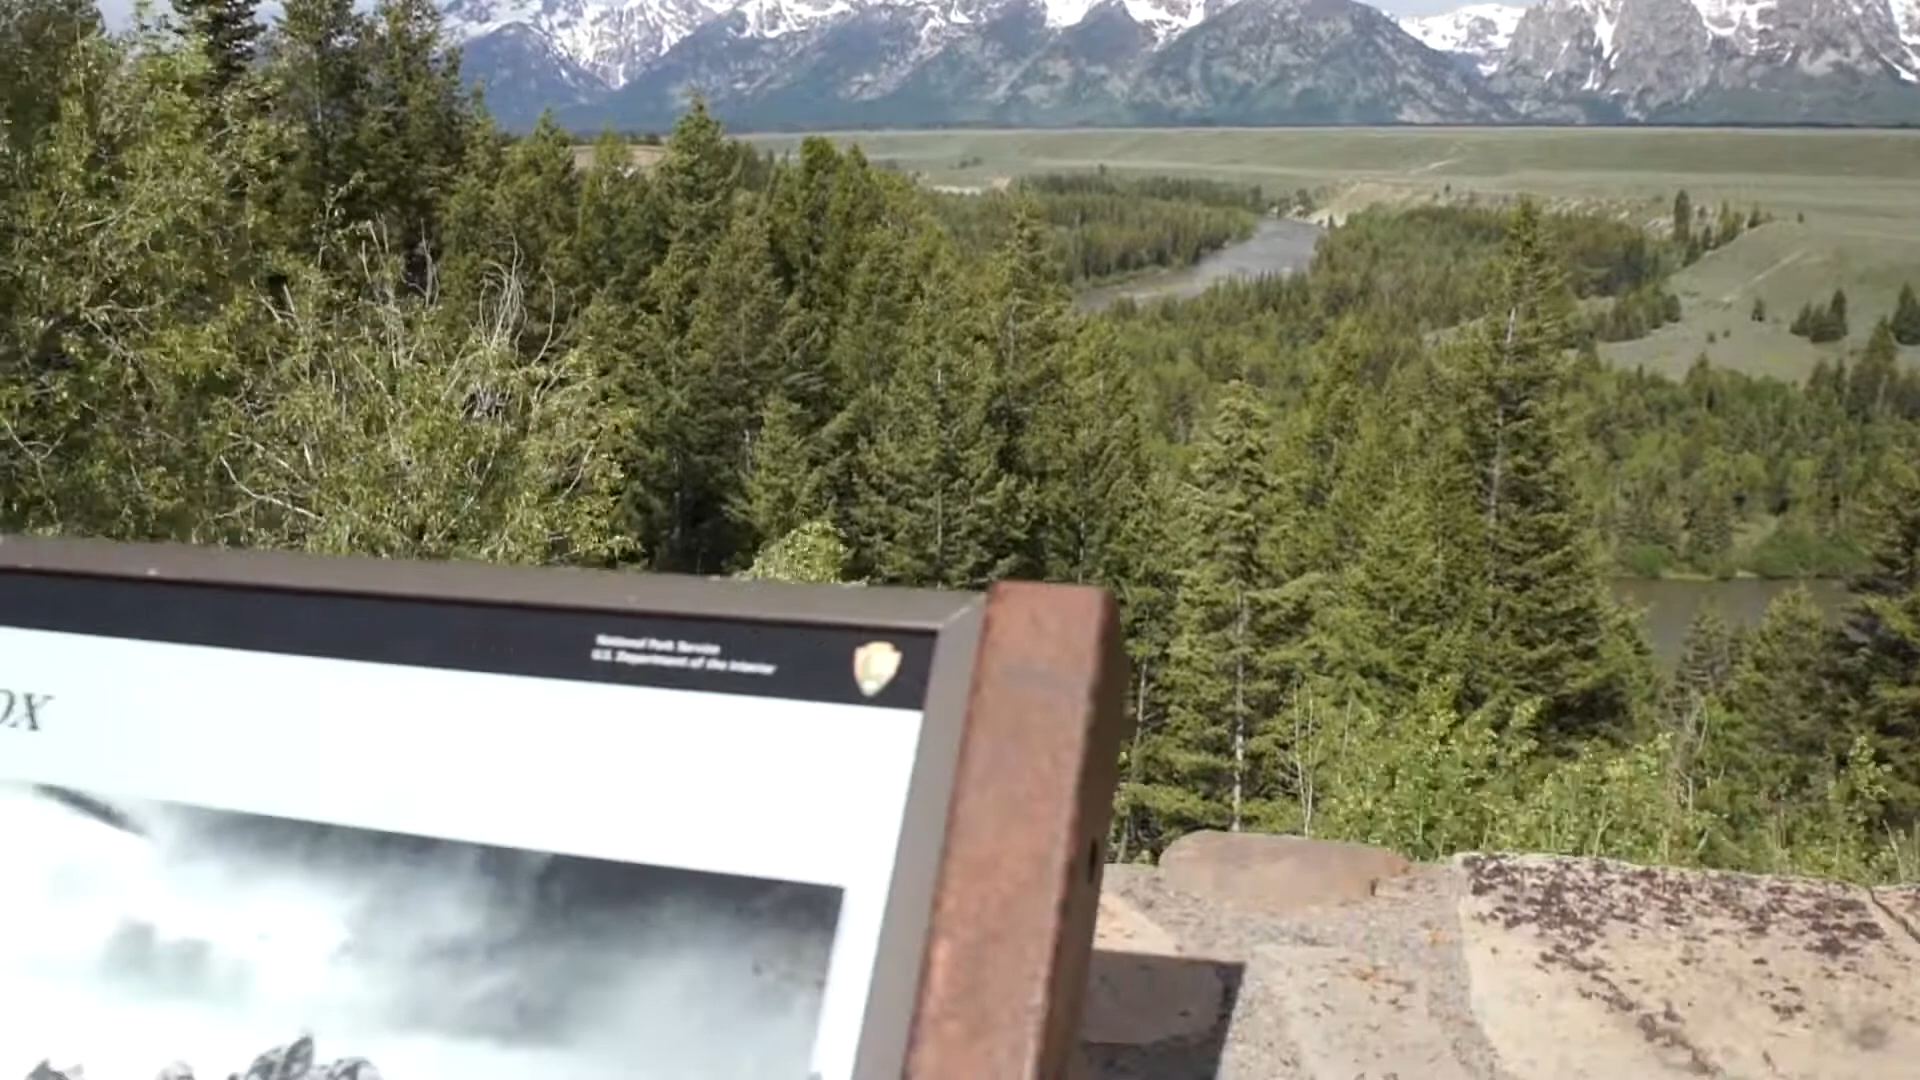 National Park Service
U.S. Department of the Interior
ox